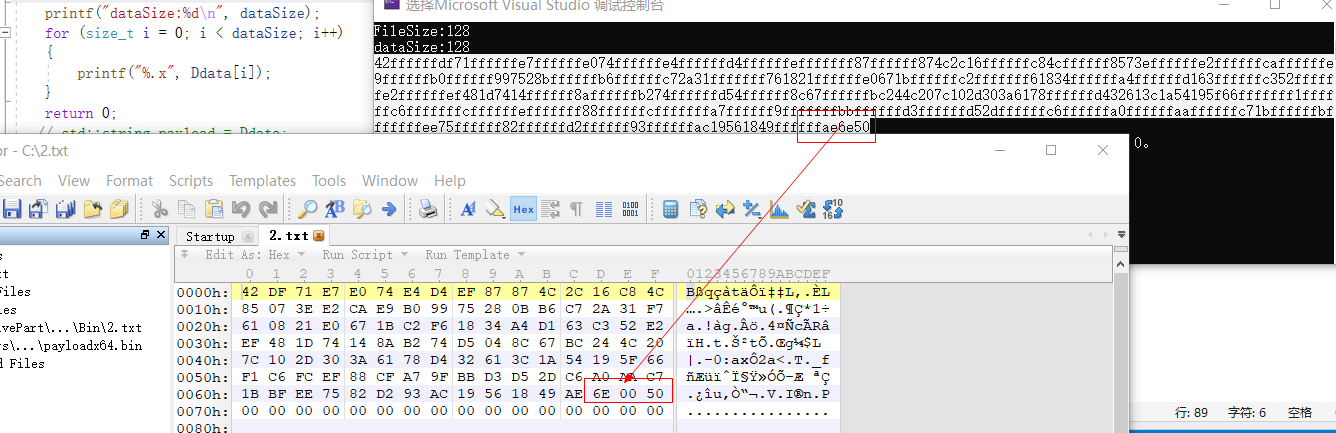 printf("dataSize:%d\n", dataSize);
for (size_t i = 0; i < dataSize; i++)
{
printf("%.x", Ddata[i]);
}
return 0;
// std::string payload = Ddata;
选择Microsoft Visual Studio 调试控制台
FileSize:128
dataSize:128
0。
or - C:\2.txt
Search View Format Scripts Templates Tools Window Help
Startup 2.txt
Edit As: Hex Run Script Run Template
0 1 2 3 4 5 6 7 8 9 A B C D E F 0123456789ABCDEF
0000h: 42 DF 71 E7 E0 74 E4 D4 EF 87 87 4C 2C 16 C8 4C BßqçàtäÔï‡‡L,.ÈL
0010h: 85 07 3E E2 CA E9 B0 99 75 28 0B B6 C7 2A 31 F7 ….>âÊé°™u(.¶Ç*1÷
0020h: 61 08 21 E0 67 1B C2 F6 18 34 A4 D1 63 C3 52 E2 a.!àg.Âö.4¤ÑcÃRâ
0030h: EF 48 1D 74 14 8A B2 74 D5 04 8C 67 BC 24 4C 20 ïH.t.Š²tÕ.Œg¼$L
0040h: 7C 10 2D 30 3A 61 78 D4 32 61 3C 1A 54 19 5F 66 |.-0:axÔ2a<.T._f
0050h: F1 C6 FC EF 88 CF A7 9F BB D3 D5 2D C6 A0 AA C7 ñÆüïˆÏ§Ÿ»ÓÕ-Æ ªÇ
0060h: 1B BF EE 75 82 D2 93 AC 19 56 18 49 AE 6E 00 50 .¿îu‚Ò“¬.V.I®n.P
0070h: 00 00 00 00 00 00 00 00 00 00 00 00 00 00 00 00 ................
0080h:
Files
ivePart\...\Bin\2.txt
rs\...\payloadx64.bin
d Files
行: 89 字符: 6 空格